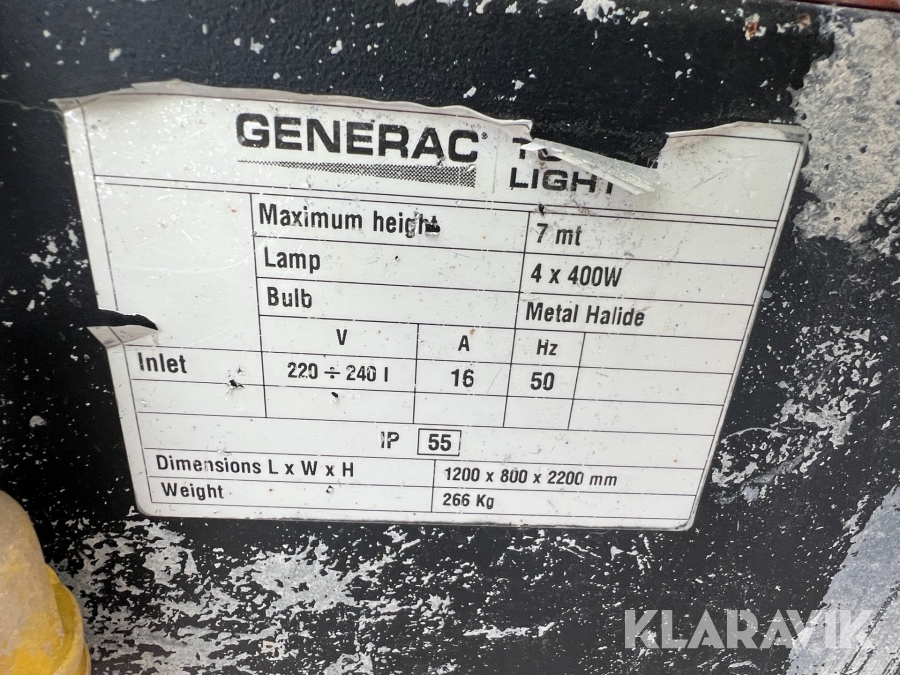 GENERAC
LIGHT
Maximum height 7 mt
Lamp 4 x 400W
Bulb Metal Halide
V A Hz
Inlet 220 ÷ 240 I 16 50
IP 55
Dimensions L x W x H 1200 x 800 x 2200 mm
Weight 266 Kg
KLARAVIK